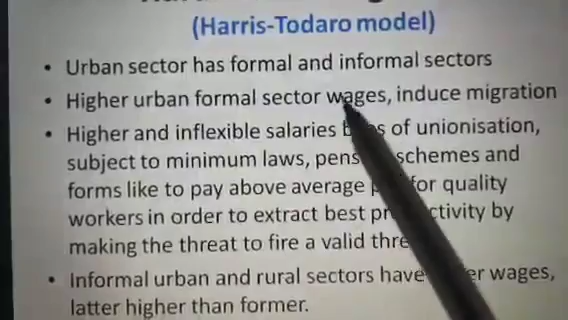 (Harris-Todaro model)
• Urban sector has formal and informal sectors
• Higher urban formal sector wages, induce migration
• Higher and inflexible salaries of unionisation,
subject to minimum laws, schemes and
forms like to pay above average for quality
workers in order to extract best by
making the threat to fire a valid
• Informal urban and rural sectors have wages,
latter higher than former.